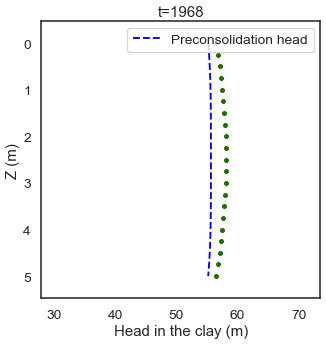 t=1968
Preconsolidation head
0
1
2
3
4
5
Z (m)
30 40 50 60 70
Head in the clay (m)